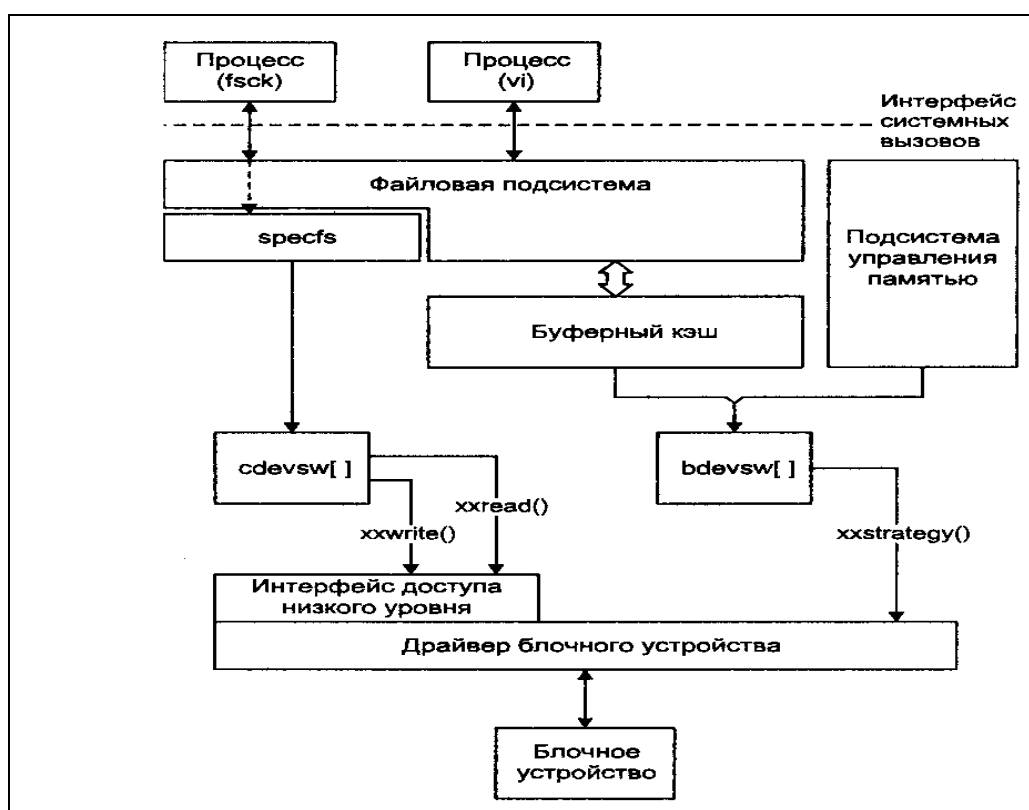 Процесс
(fsck)
Процесс
(vi)
Интерфейс
системных
вызовов
Файловая подсистема
specfs
Подсистема
управления
памятью
Буферный кэш
cdevsw[ ]
bdevsw[ ]
xxread()
xxwrite()
xxstrategy()
Интерфейс доступа
низкого уровня
Драйвер блочного устройства
Блочное
устройство